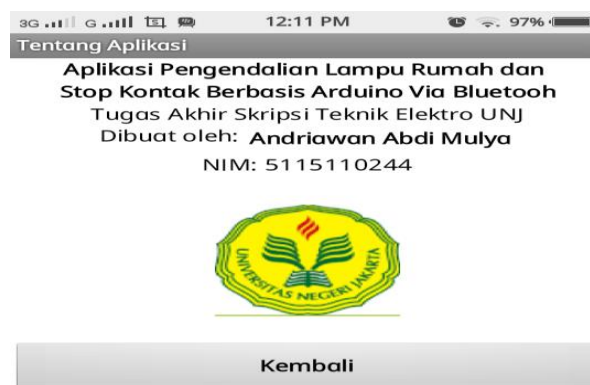 3G G 12:11 PM 97%
Tentang Aplikasi
Aplikasi Pengendalian Lampu Rumah dan
Stop Kontak Berbasis Arduino Via Bluetooh
Tugas Akhir Skripsi Teknik Elektro UNJ
Dibuat oleh: Andriawan Abdi Mulya
NIM: 5115110244
UNIVERSITAS NEGERI JAKARTA
Kembali